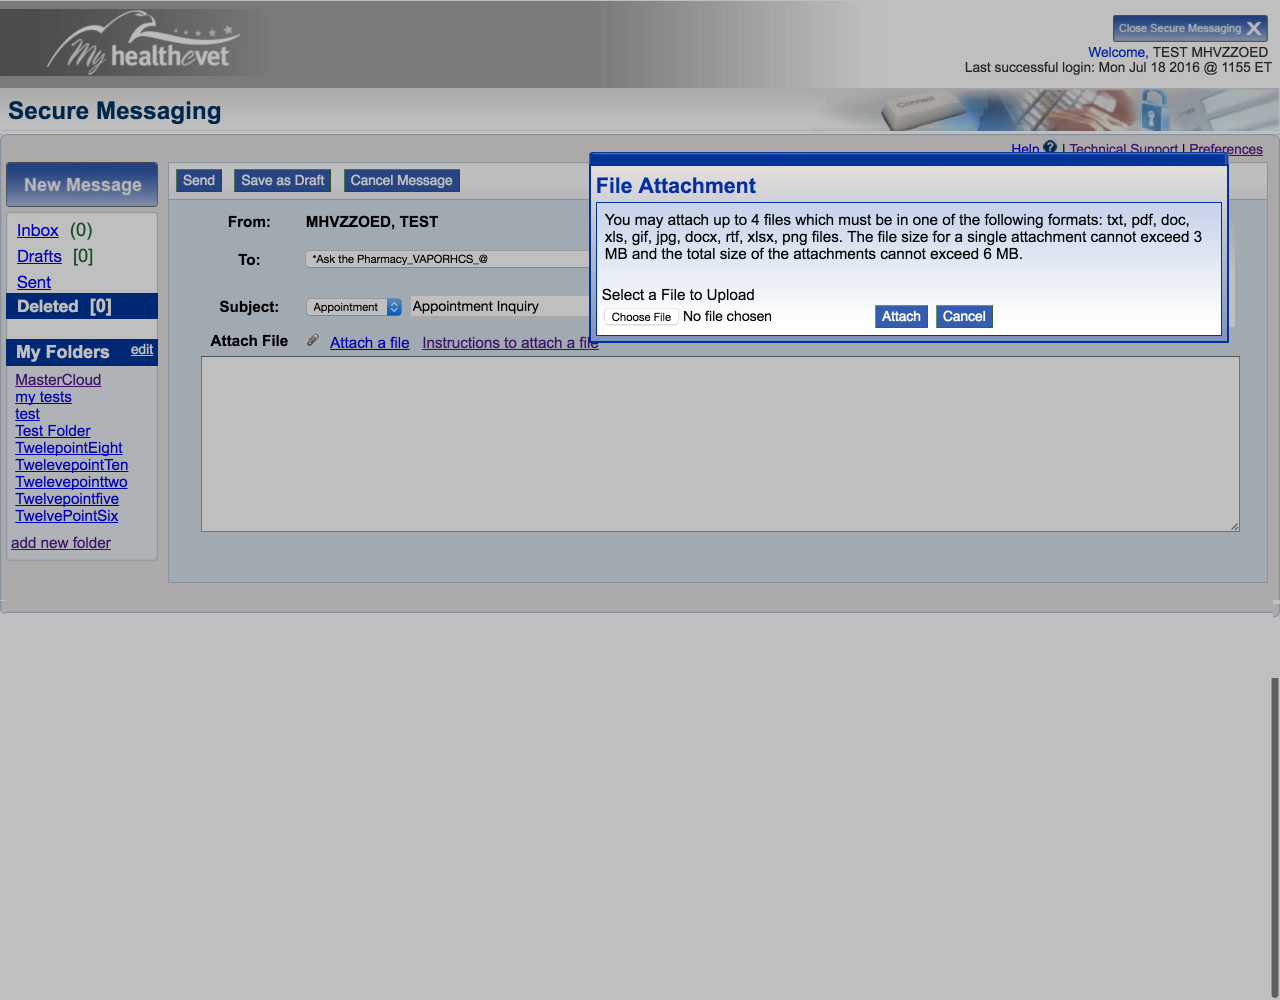 My healthevet
Close Secure Messaging X
Welcome, TEST MHVZZOED
Last successful login: Mon Jul 18 2016 @ 1155 ET
Secure Messaging
Help ? | Technical Support | Preferences
New Message
Inbox (0)
Drafts [0]
Sent
Deleted [0]
My Folders edit
MasterCloud
my tests
test
Test Folder
TwelepointEight
TwelevepointTen
Twelevepointtwo
Twelvepointfive
TwelvePointSix
add new folder
Send Save as Draft Cancel Message
From: MHVZZOED, TEST
To: *Ask the Pharmacy_VAPORHCS_@
Subject: Appointment Appointment Inquiry
Attach File Attach a file Instructions to attach a file
File Attachment
You may attach up to 4 files which must be in one of the following formats: txt, pdf, doc,
xls, gif, jpg, docx, rtf, xlsx, png files. The file size for a single attachment cannot exceed 3
MB and the total size of the attachments cannot exceed 6 MB.
Select a File to Upload
Choose File No file chosen Attach Cancel